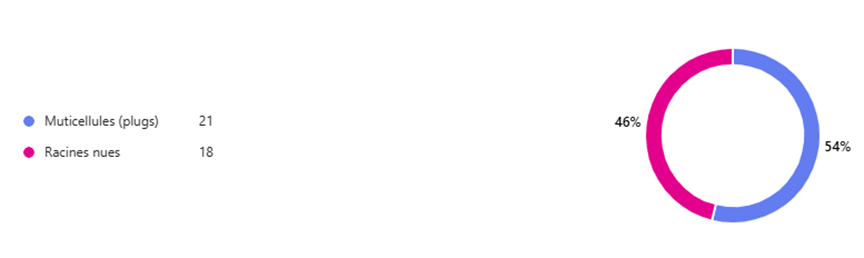 Muticellules (plugs) 21
Racines nues 18
46%
54%